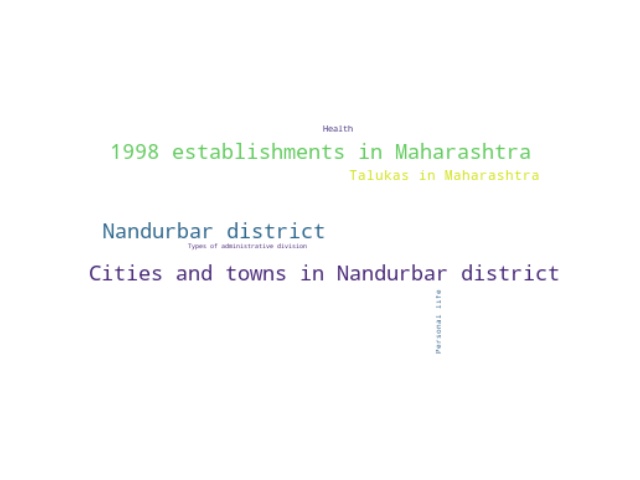 Health
1998 establishments in Maharashtra
Talukas in Maharashtra
Nandurbar district
Types of administrative division
Cities and towns in Nandurbar district
Personal life